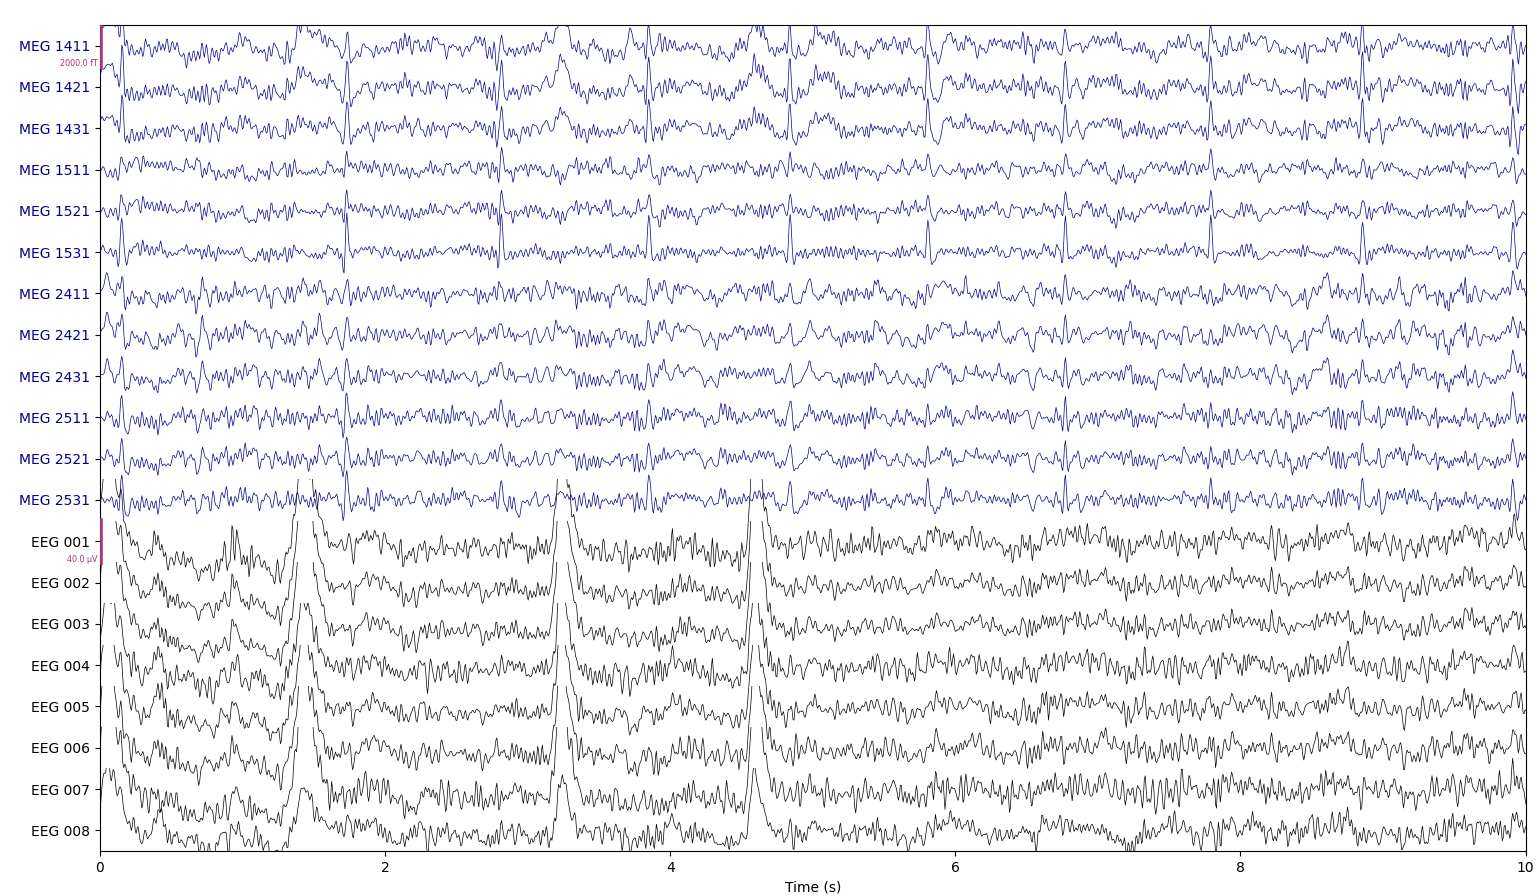 MEG 1411
2000.0 fT
MEG 1421
MEG 1431
MEG 1511
MEG 1521
MEG 1531
MEG 2411
MEG 2421
MEG 2431
MEG 2511
MEG 2521
MEG 2531
EEG 001
40.0 µV
EEG 002
EEG 003
EEG 004
EEG 005
EEG 006
EEG 007
EEG 008
0 2 4 6 8 10
Time (s)